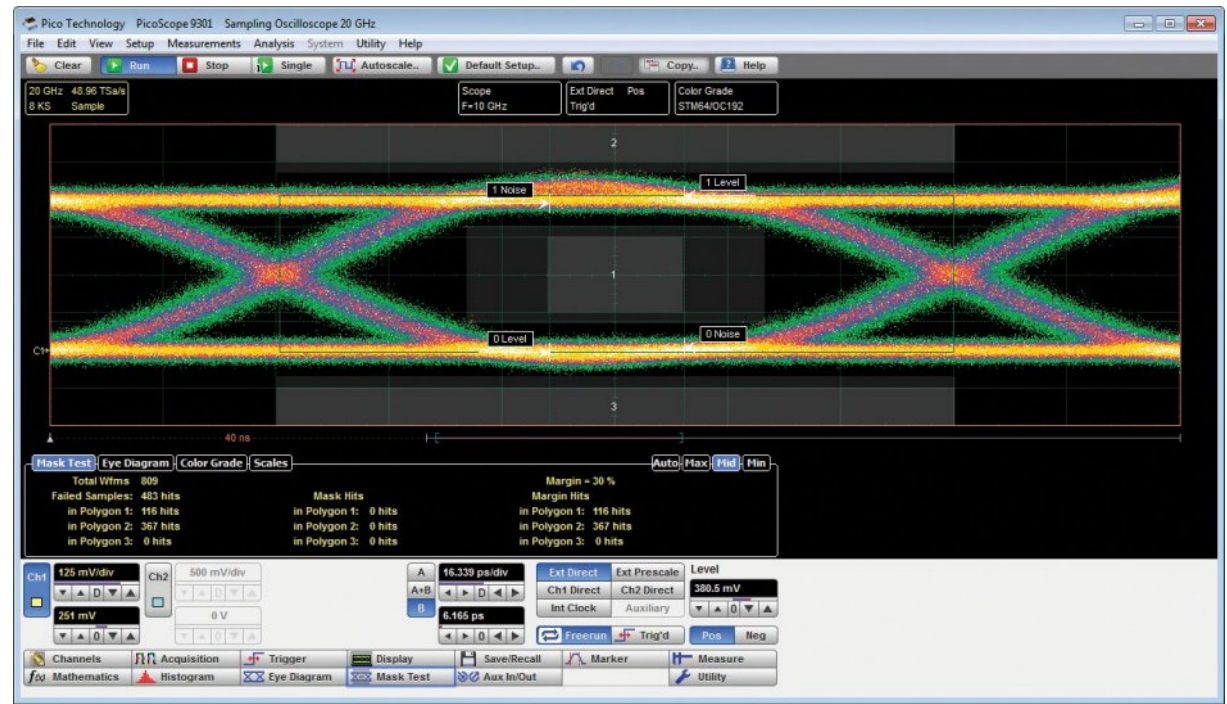 Pico Technology PicoScope 9301 Sampling Oscilloscope 20 GHz
File Edit View Setup Measurements Analysis System Utility Help
Clear Run Stop Single Autoscale.. Default Setup.. Copy.. Help
20 GHz 48.96 TSa/s Scope Ext Direct Pos Color Grade
8 KS Sample F=10 GHz Trig'd STM64/OC192
2
1 Noise 1 Level
1
0 Level 0 Noise
C1
3
40 ns
Mask Test Eye Diagram Color Grade Scales Auto Max Mid Min
Total Wfms 809 Margin = 30 %
Failed Samples: 483 hits Mask Hits Margin Hits
in Polygon 1: 116 hits in Polygon 1: 0 hits in Polygon 1: 116 hits
in Polygon 2: 367 hits in Polygon 2: 0 hits in Polygon 2: 367 hits
in Polygon 3: 0 hits in Polygon 3: 0 hits in Polygon 3: 0 hits
Ch1 125 mV/div Ch2 500 mV/div A 16.339 ps/div Ext Direct Ext Prescale Level
D D A+B D Ch1 Direct Ch2 Direct 380.5 mV
251 mV 0 V B 6.165 ps Int Clock Auxiliary 0
0 0 0 Freerun Trig'd Pos Neg
Channels Acquisition Trigger Display Save/Recall Marker Measure
f(x) Mathematics Histogram Eye Diagram Mask Test Aux In/Out Utility